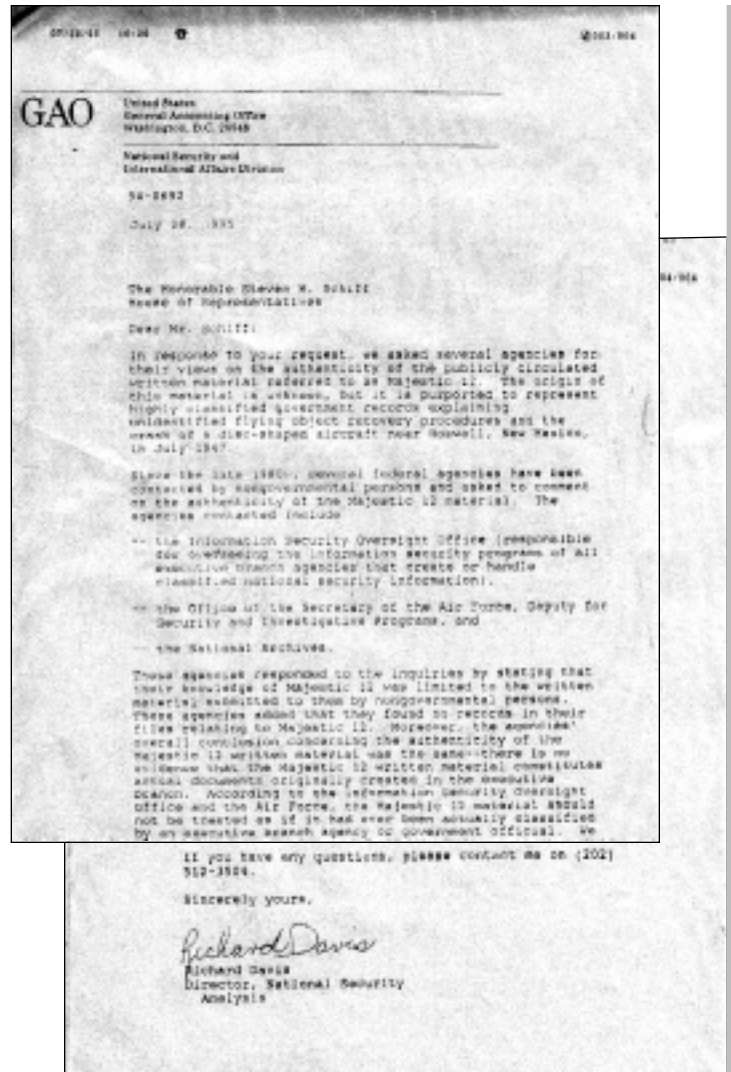 GAO
United States
General Accounting Office
Washington, D.C. 20548
National Security and
International Affairs Division
July 28,
The Honorable Steven H. Schiff
House of Representatives
Dear Mr. Schiff:
In response to your request, we asked several agencies for
their views on the authenticity of the publicly circulated
written material referred to as Majestic 12. The origin of
this material is unknown, but it is purported to represent
highly classified government records explaining
unidentified flying object recovery procedures and the
crash of a disc-shaped aircraft near Roswell, New Mexico,
in July 1947.
Since the late 1980s, several federal agencies have been
contacted by nongovernmental persons and asked to comment
on the authenticity of the Majestic 12 material. The
agencies contacted include
-- the Information Security Oversight Office (responsible
for overseeing the information security programs of all
executive branch agencies that create or handle
classified national security information),
-- the Office of the Secretary of the Air Force, Deputy for
Security and Investigative Programs, and
-- the National Archives.
These agencies responded to the inquiries by stating that
their knowledge of Majestic 12 was limited to the written
material submitted to them by nongovernmental persons.
These agencies added that they found no records in their
files relating to Majestic 12. Moreover, the agencies'
overall conclusion concerning the authenticity of the
Majestic 12 written material was the same--there is no
evidence that the Majestic 12 written material constitutes
actual documents originally created in the executive
branch. According to the Information Security Oversight
Office and the Air Force, the Majestic 12 material should
not be treated as if it had ever been actually classified
by an executive branch agency or government official. We
If you have any questions, please contact me on (202)
512-3504.
Sincerely yours,
Richard Davis
Richard Davis
Director, National Security
Analysis